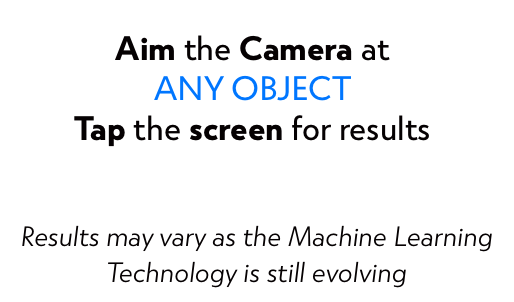 Aim the Camera at
ANY OBJECT
Tap the screen for results
Results may vary as the Machine Learning
Technology is still evolving